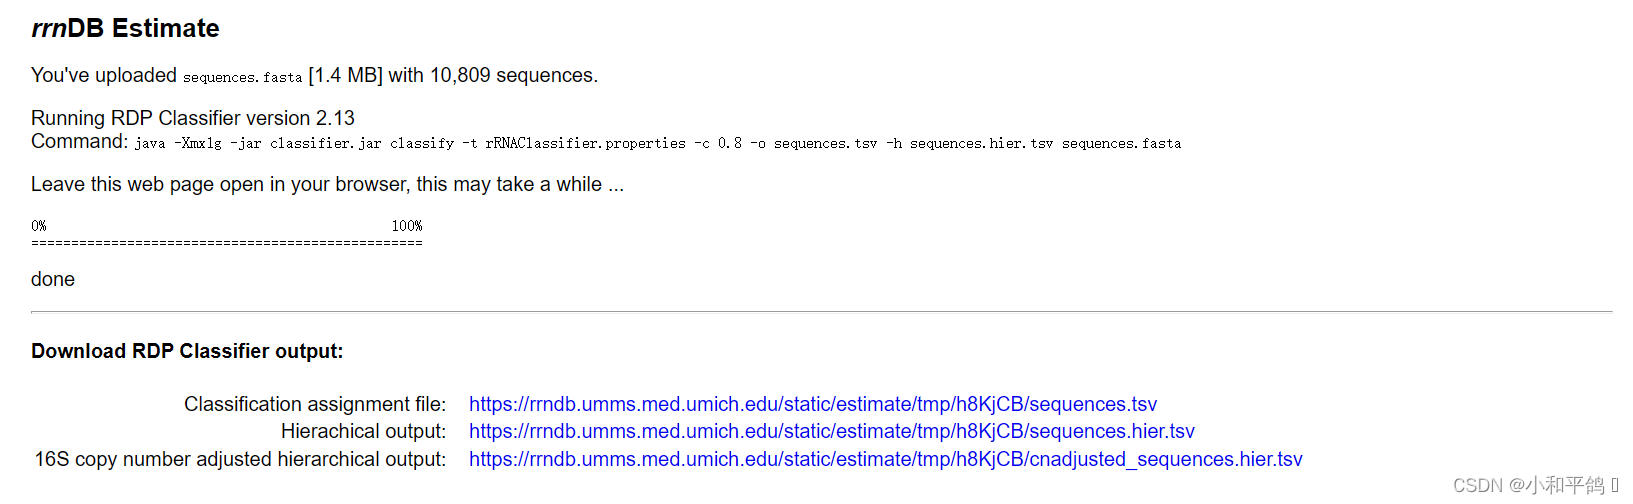 rrnDB Estimate
You've uploaded sequences.fasta [1.4 MB] with 10,809 sequences.
Running RDP Classifier version 2.13
Command: java -Xmx1g -jar classifier.jar classify -t rRNAClassifier.properties -c 0.8 -o sequences.tsv -h sequences.hier.tsv sequences.fasta
Leave this web page open in your browser, this may take a while ...
0% 100%
=================================================
done
Download RDP Classifier output:
Classification assignment file: https://rrndb.umms.med.umich.edu/static/estimate/tmp/h8KjCB/sequences.tsv
Hierachical output: https://rrndb.umms.med.umich.edu/static/estimate/tmp/h8KjCB/sequences.hier.tsv
16S copy number adjusted hierarchical output: https://rrndb.umms.med.umich.edu/static/estimate/tmp/h8KjCB/cnadjusted_sequences.hier.tsv
CSDN @小和平鸽